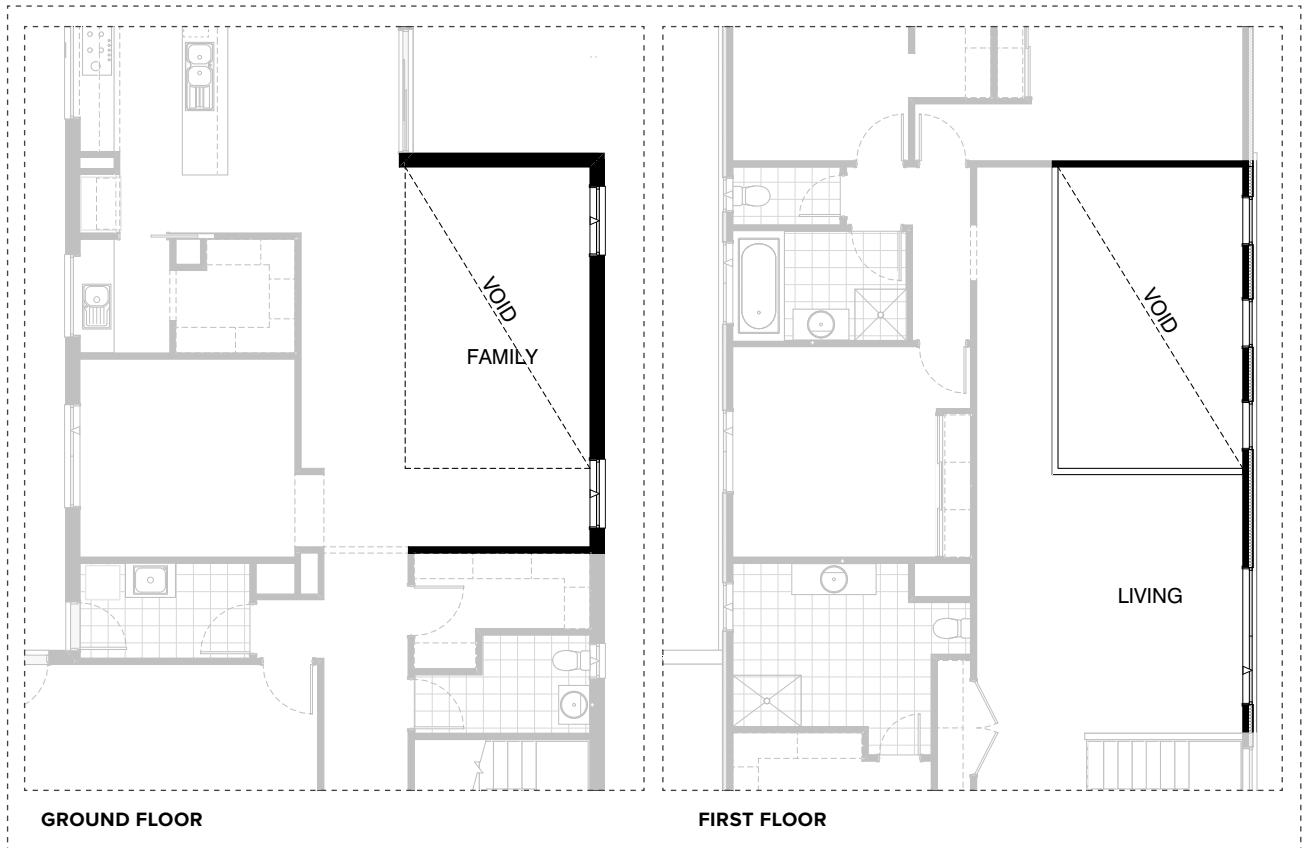 VOID
FAMILY
VOID
LIVING
GROUND FLOOR
FIRST FLOOR